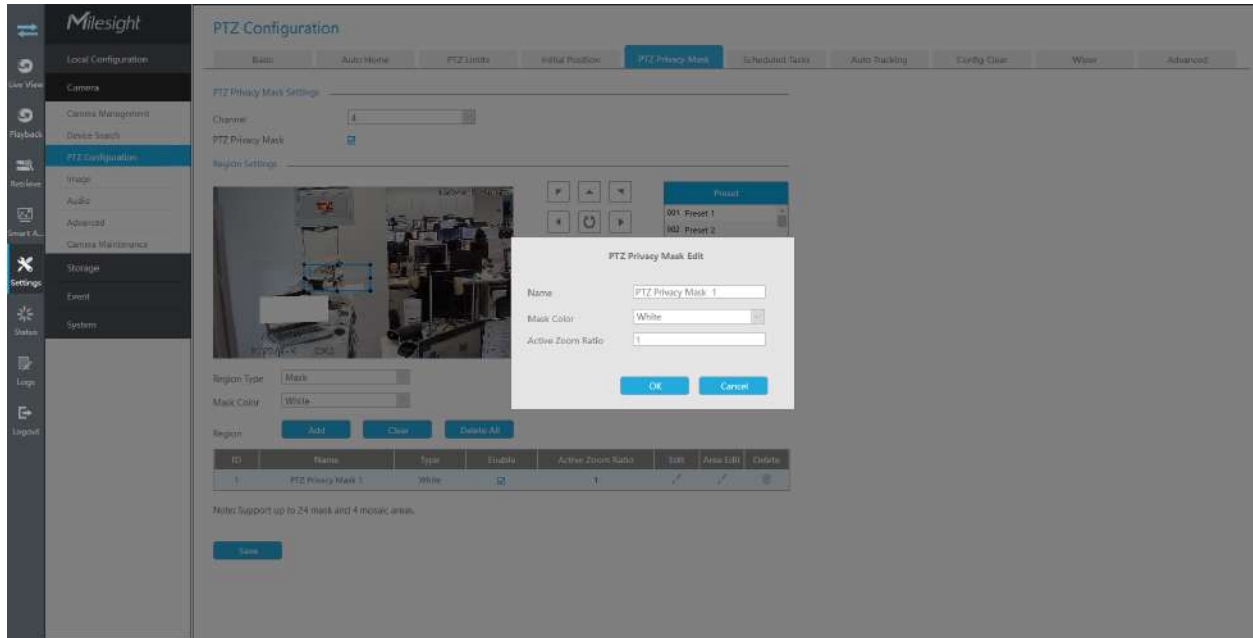 Milesight
Live View
Playback
Retrieve
Smart A...
Settings
Status
Logs
Logout
Local Configuration
Camera
Camera Management
Device Search
PTZ Configuration
Image
Audio
Advanced
Camera Maintenance
Storage
Event
System
PTZ Configuration
Basic Auto Home PTZ Limits Initial Position PTZ Privacy Mask Scheduled Tasks Auto Tracking Config Clear Wiper Advanced
PTZ Privacy Mask Settings
Channel 4
PTZ Privacy Mask
Region Settings
Preset
001 Preset 1
002 Preset 2
PTZ Privacy Mask Edit
Name PTZ Privacy Mask 1
Mask Color White
Active Zoom Ratio 1
OK Cancel
Region Type Mask
Mask Color White
Region Add Clear Delete All
ID Name Type Enable Active Zoom Ratio Edit Area Edit Delete
1 PTZ Privacy Mask 1 White 1
Note: Support up to 24 mask and 4 mosaic areas.
Save